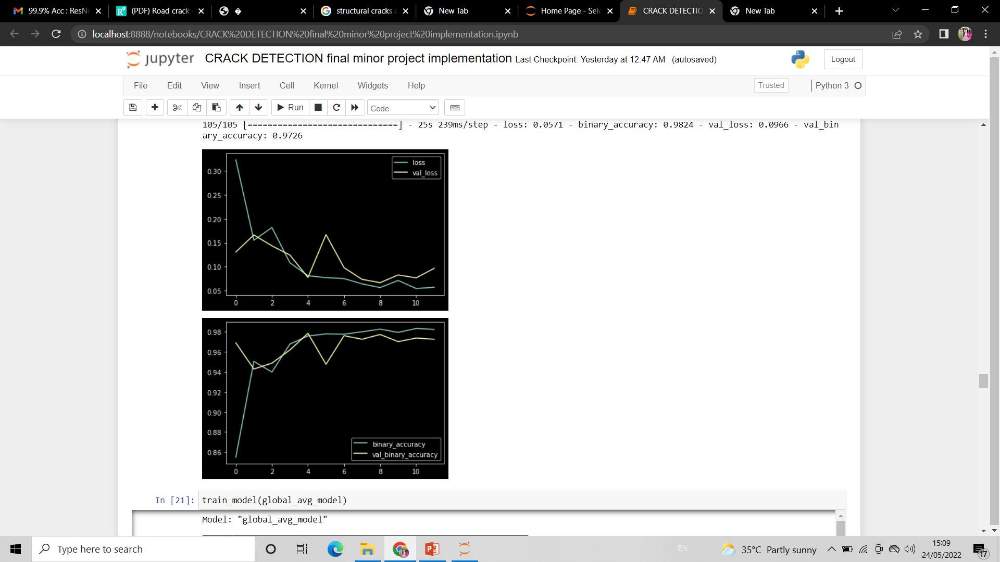 99.9% Acc : ResNe
(PDF) Road crack
�
structural cracks a
New Tab
Home Page - Sele
CRACK DETECTIO
New Tab
localhost:8888/notebooks/CRACK%20DETECTION%20final%20minor%20project%20implementation.ipynb
jupyter CRACK DETECTION final minor project implementation Last Checkpoint: Yesterday at 12:47 AM (autosaved)
Logout
File Edit View Insert Cell Kernel Widgets Help
Trusted
Python 3
Run
Code
105/105 [==============================] - 25s 239ms/step - loss: 0.0571 - binary_accuracy: 0.9824 - val_loss: 0.0966 - val_bin
ary_accuracy: 0.9726
loss
val_loss
0.30
0.25
0.20
0.15
0.10
0.05
0 2 4 6 8 10
0.98
0.96
0.94
0.92
0.90
0.88
0.86
binary_accuracy
val_binary_accuracy
0 2 4 6 8 10
In [21]: train_model(global_avg_model)
Model: "global_avg_model"
Type here to search
EN
35°C Partly sunny
15:09
24/05/2022
17